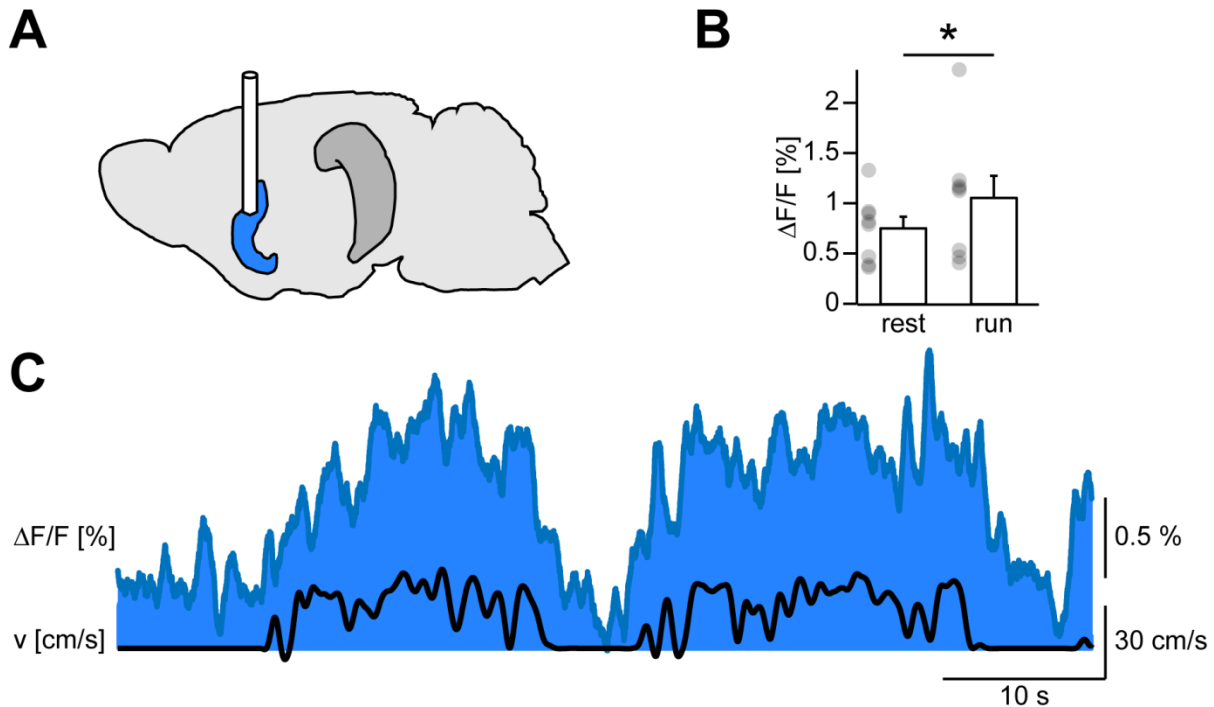 A
B
*
ΔF/F [%]
2
1.5
1
0.5
0
rest
run
C
ΔF/F [%]
0.5 %
v [cm/s]
30 cm/s
10 s